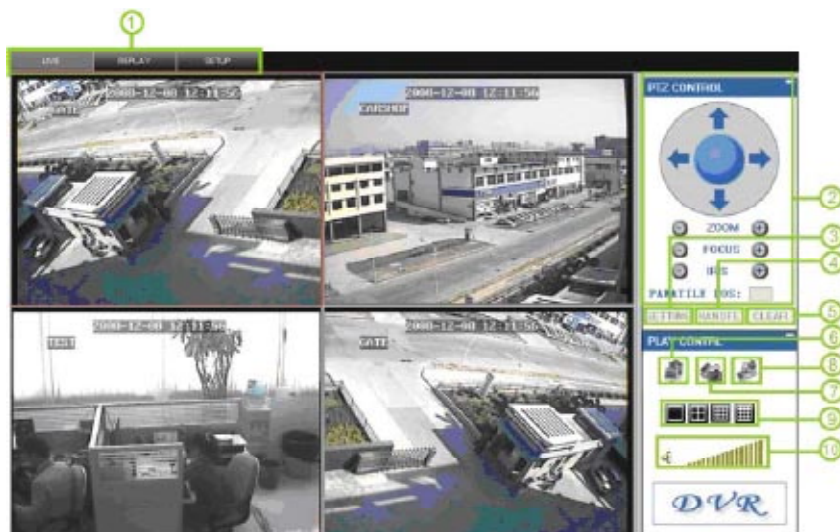 1
LIVE REPLAY SETUP
2008-12-08 12:11:56
GATE
2008-12-08 12:11:56
CARSHOP
PTZ CONTROL
2
3
ZOOM
4
FOCUS
IRIS
5
SETTING CLEAR
6
PLAY CONTROL
8
7
9
10
2008-12-08 12:11:56
TEST
2008-12-08 12:11:56
GATE
DVR